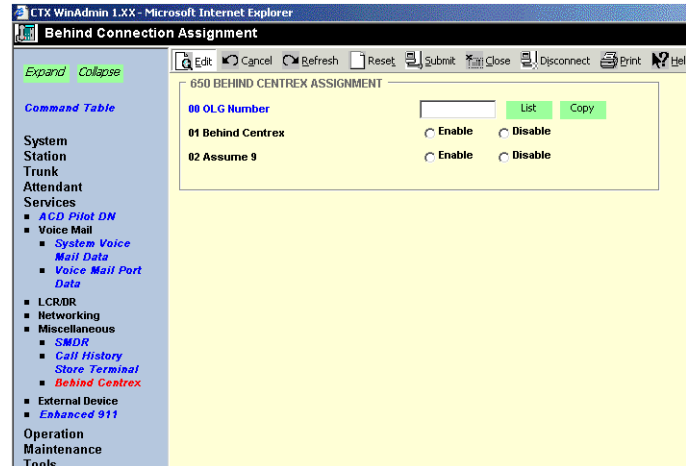 CTX WinAdmin 1.XX - Microsoft Internet Explorer
Behind Connection Assignment
Expand Collapse
Edit Cancel Refresh Reset Submit Close Disconnect Print Hel
Command Table
System
Station
Trunk
Attendant
Services
ACD Pilot DN
Voice Mail
System Voice
Mail Data
Voice Mail Port
Data
LCR/DR
Networking
Miscellaneous
SMDR
Call History
Store Terminal
Behind Centrex
External Device
Enhanced 911
Operation
Maintenance
Tools
650 BEHIND CENTREX ASSIGNMENT
00 OLG Number List Copy
01 Behind Centrex Enable Disable
02 Assume 9 Enable Disable